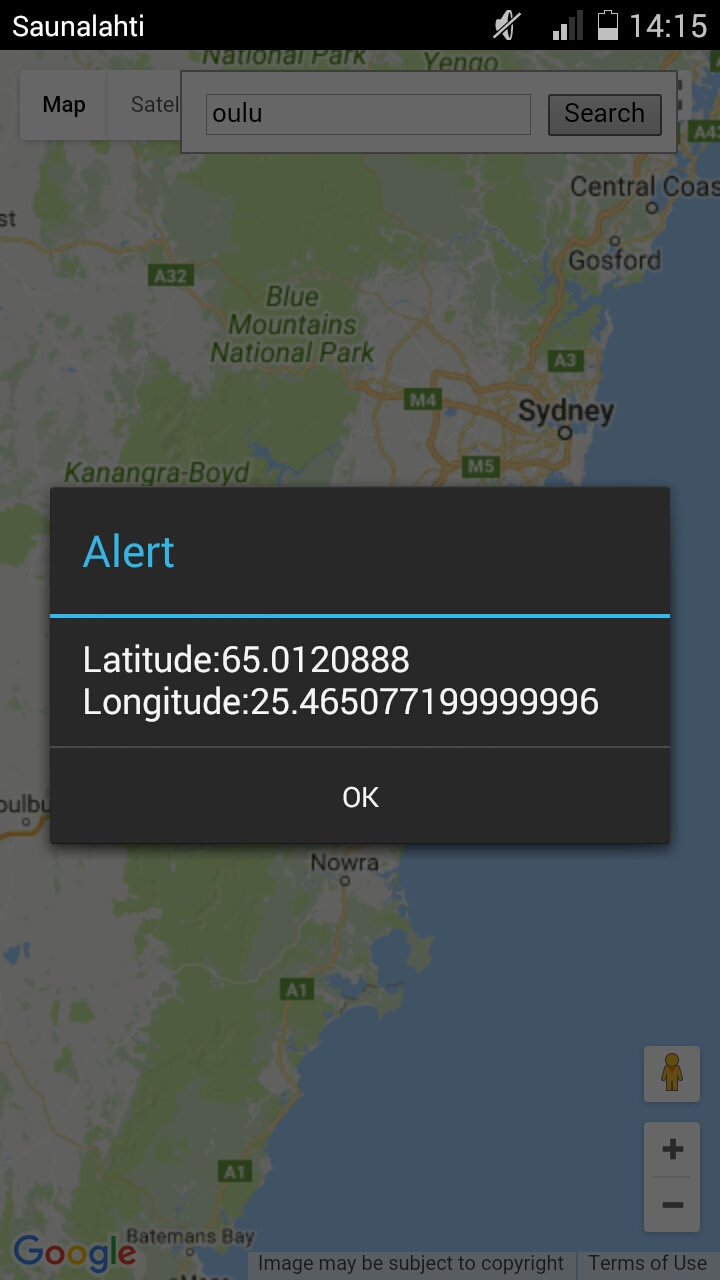 Saunalahti 14:15
National Park
Yengo
Map
Satel
oulu
Search
Central Coas
st
Gosford
A32
Blue
Mountains
National Park
A3
M4
Sydney
M5
Kanangra-Boyd
Alert
Latitude:65.0120888
Longitude:25.465077199999996
OK
oulbu
Nowra
A1
A1
Batemans Bay
Google
Image may be subject to copyright
Terms of Use